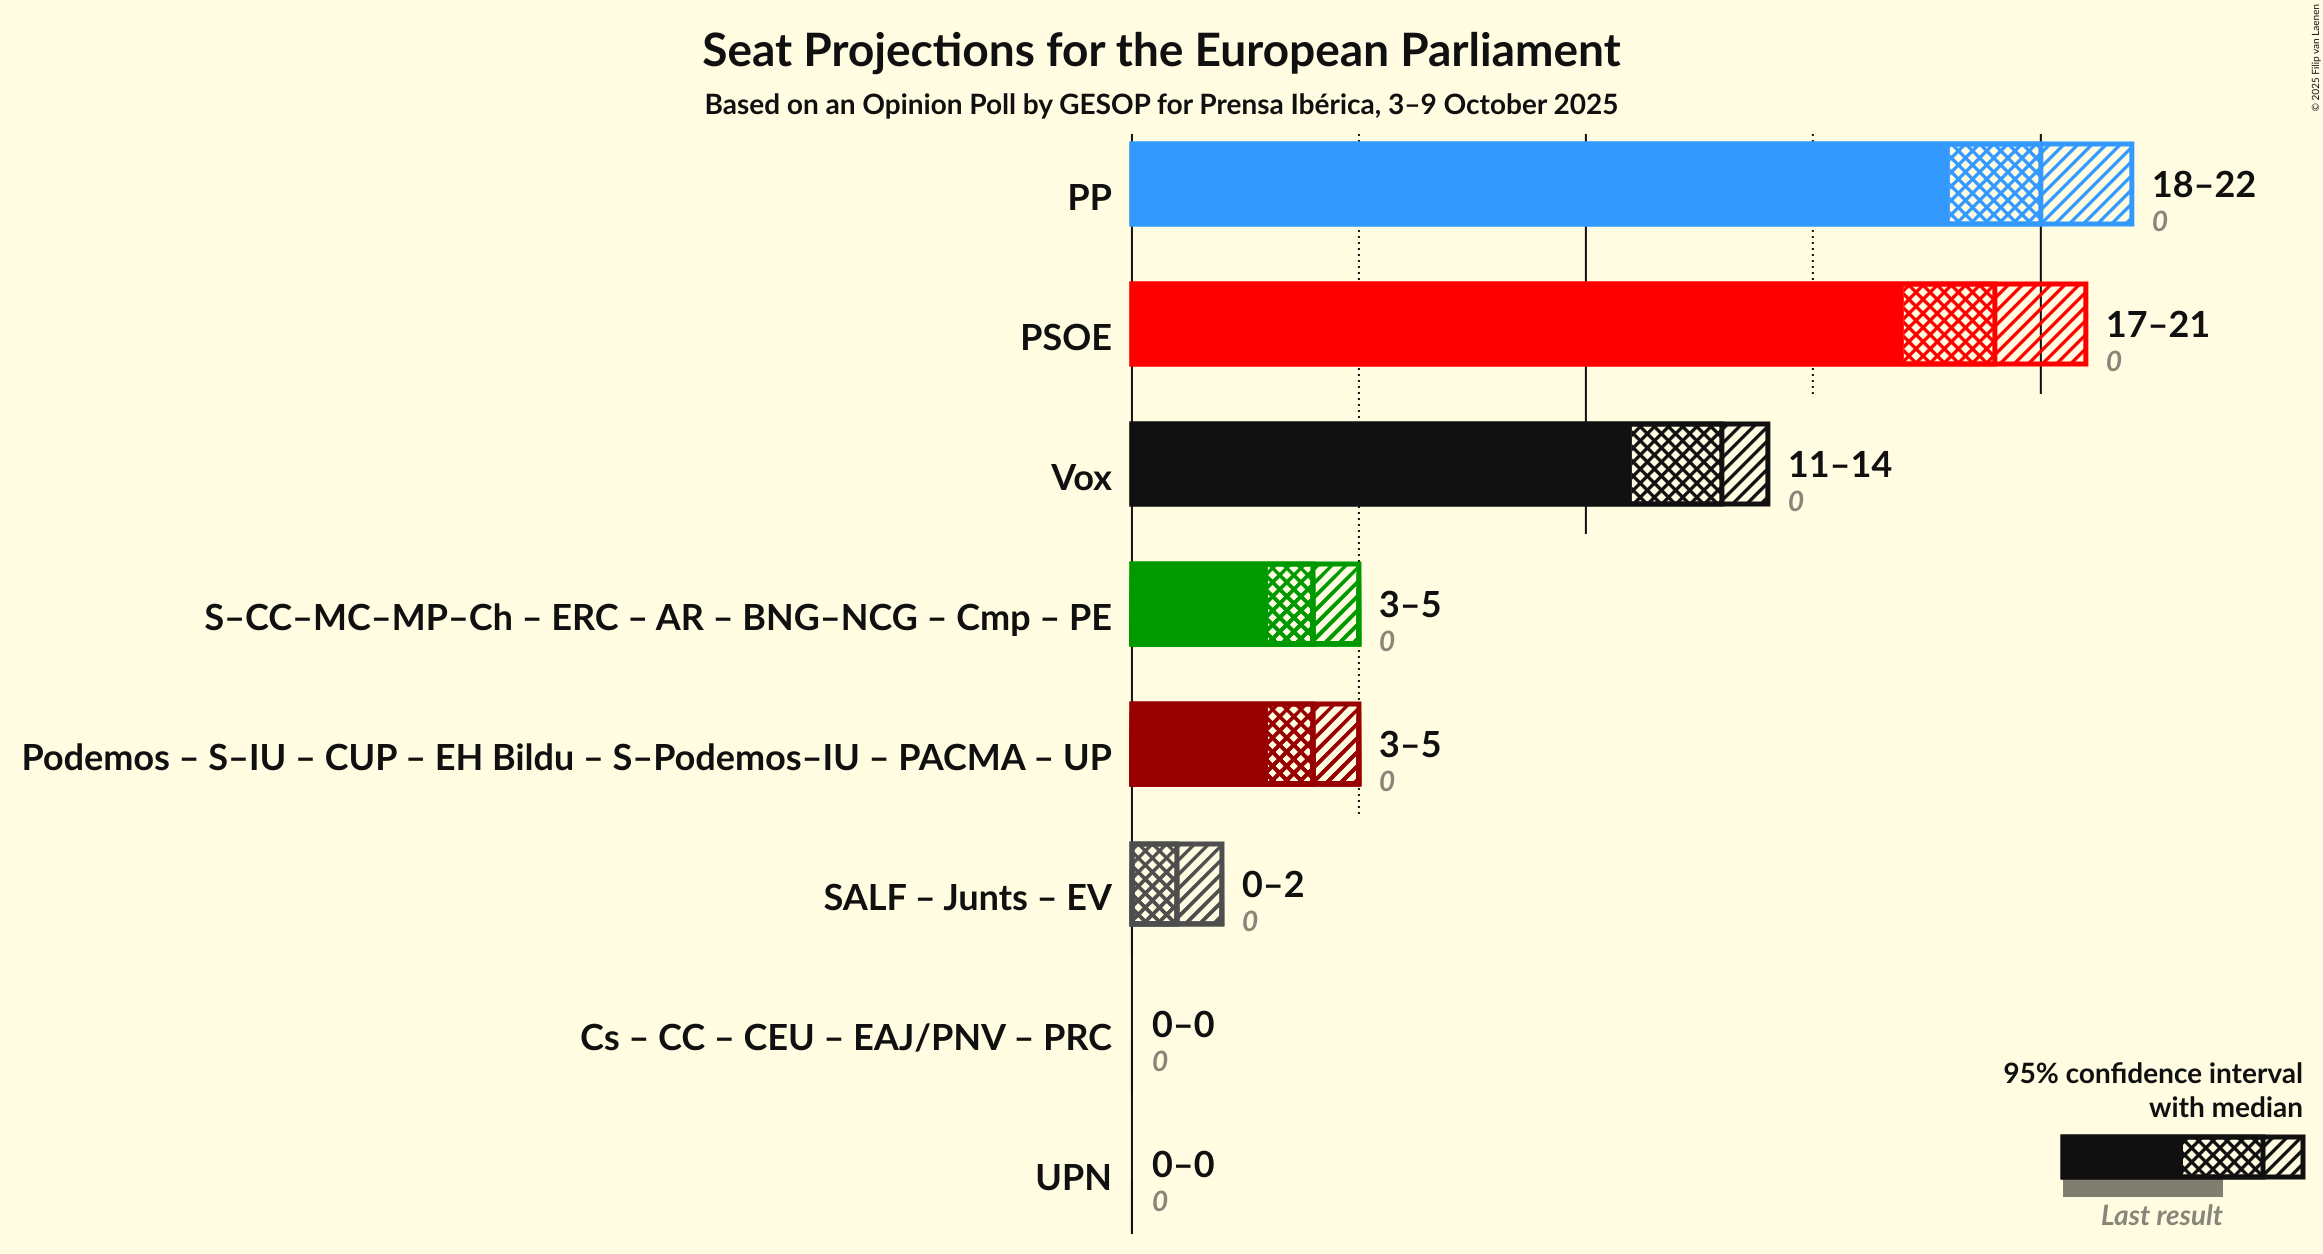 Seat Projections for the European Parliament
Based on an Opinion Poll by GESOP for Prensa Ibérica, 3–9 October 2025
© 2025 Filip van Laenen
PP
18–22
0
PSOE
17–21
0
Vox
11–14
0
S–CC–MC–MP–Ch – ERC – AR – BNG–NCG – Cmp – PE
3–5
0
Podemos – S–IU – CUP – EH Bildu – S–Podemos–IU – PACMA – UP
3–5
0
SALF – Junts – EV
0–2
0
Cs – CC – CEU – EAJ/PNV – PRC
0–0
0
UPN
0–0
0
95% confidence interval
with median
Last result